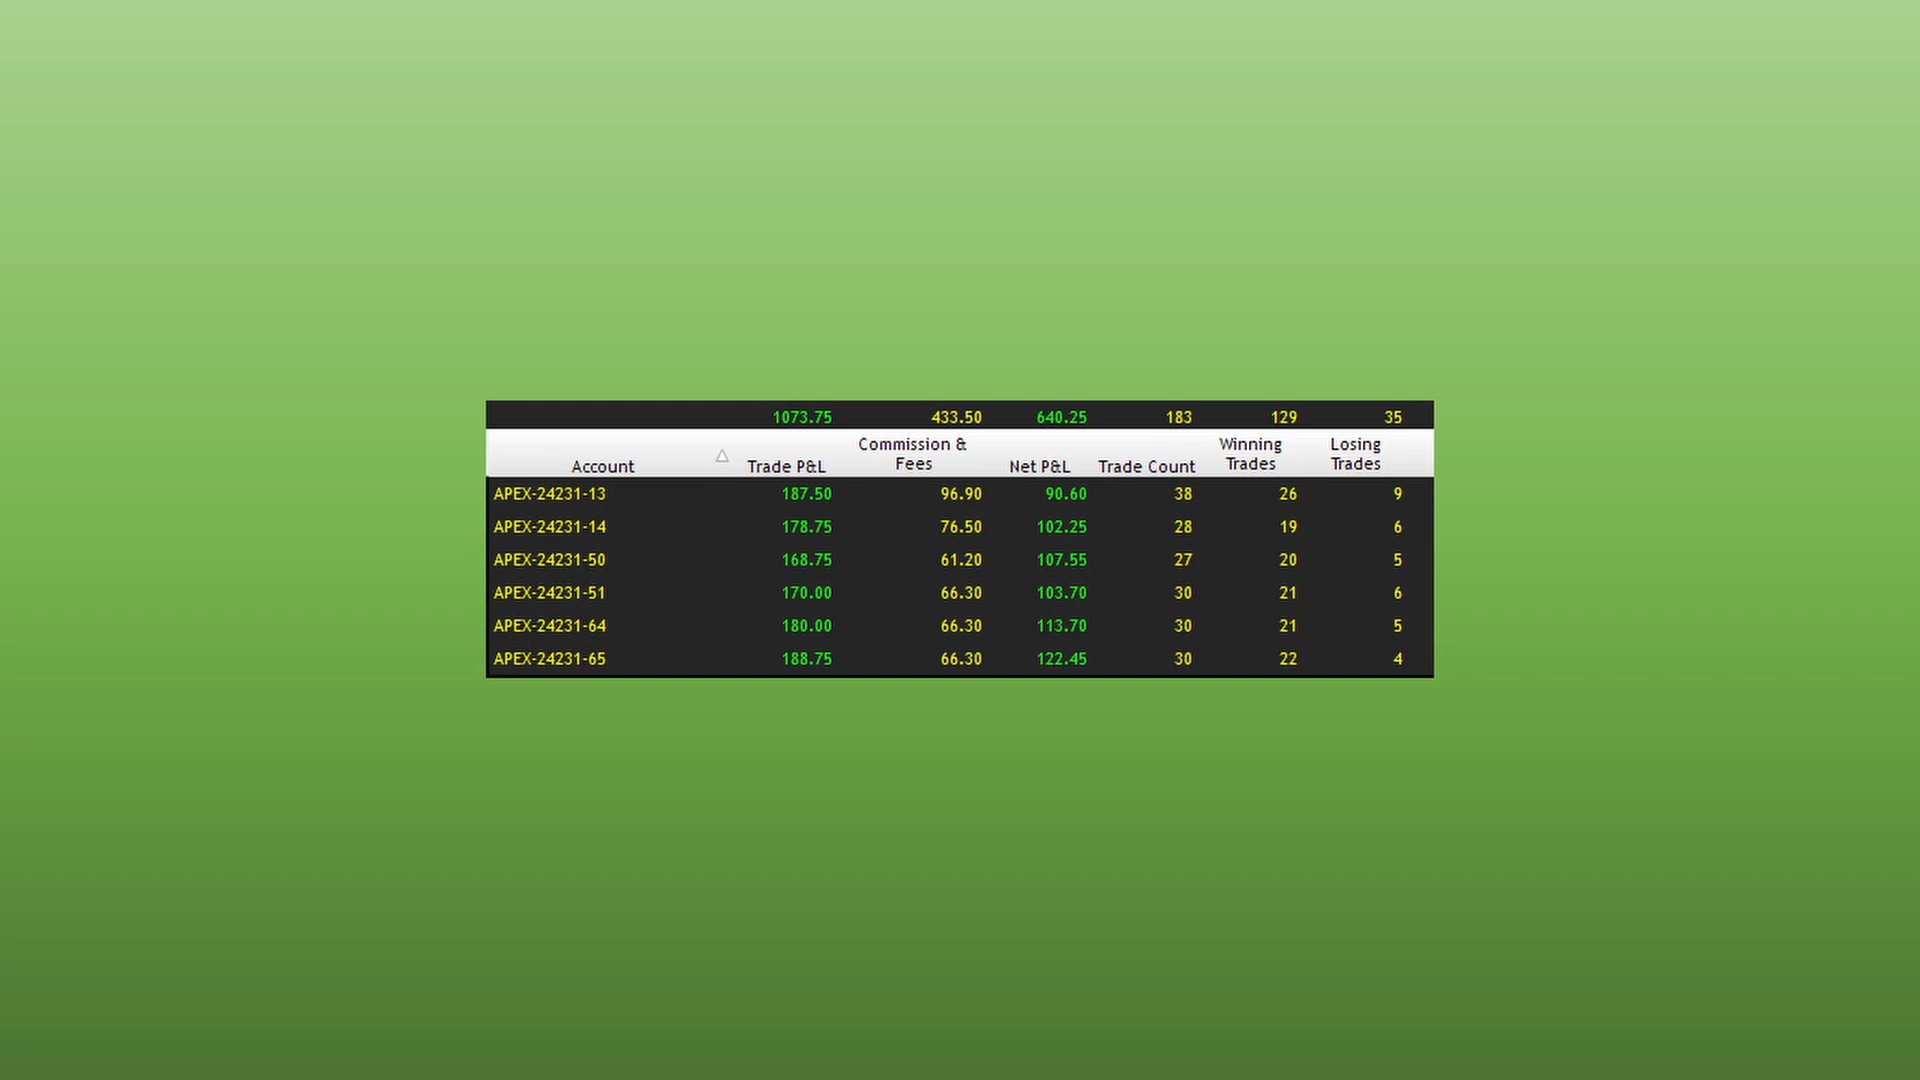 1073.75 433.50 640.25 183 129 35
Account △ Trade P&L Commission & Fees Net P&L Trade Count Winning Trades Losing Trades
APEX-24231-13 187.50 96.90 90.60 38 26 9
APEX-24231-14 178.75 76.50 102.25 28 19 6
APEX-24231-50 168.75 61.20 107.55 27 20 5
APEX-24231-51 170.00 66.30 103.70 30 21 6
APEX-24231-64 180.00 66.30 113.70 30 21 5
APEX-24231-65 188.75 66.30 122.45 30 22 4